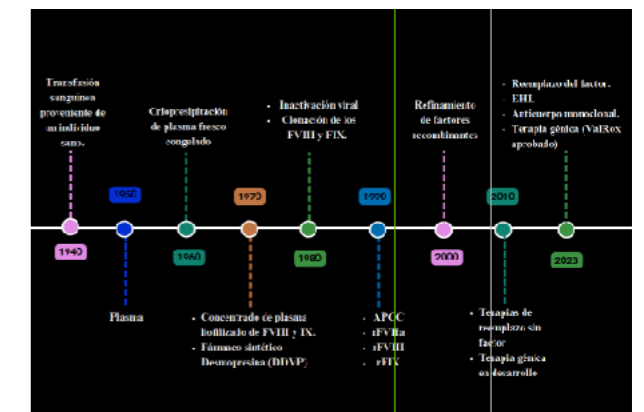 Transfusión
sanguínea
proveniente de
un individuo
sano.
1940
1950
Plasma
Crioprecipitación
de plasma fresco
congelado
1960
1970
• Concentrado de plasma
liofilizado de FVIII y IX.
• Fármaco sintético
Desmopresina (DDVP)
• Inactivación viral
• Clonación de los
FVIII y FIX.
1980
1990
• APCC
• rFVIIa
• rFVIII
• rFIX
Refinamiento
de factores
recombinantes
2000
2010
• Terapias de
reemplazo sin
factor
• Terapia génica
en desarrollo
- Reemplazo del factor.
- EHL
- Anticuerpo monoclonal.
- Terapia génica (ValRox
aprobado)
2023